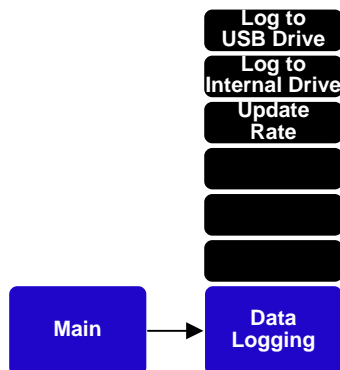 Log to
USB Drive
Log to
Internal Drive
Update
Rate
Main
Data
Logging